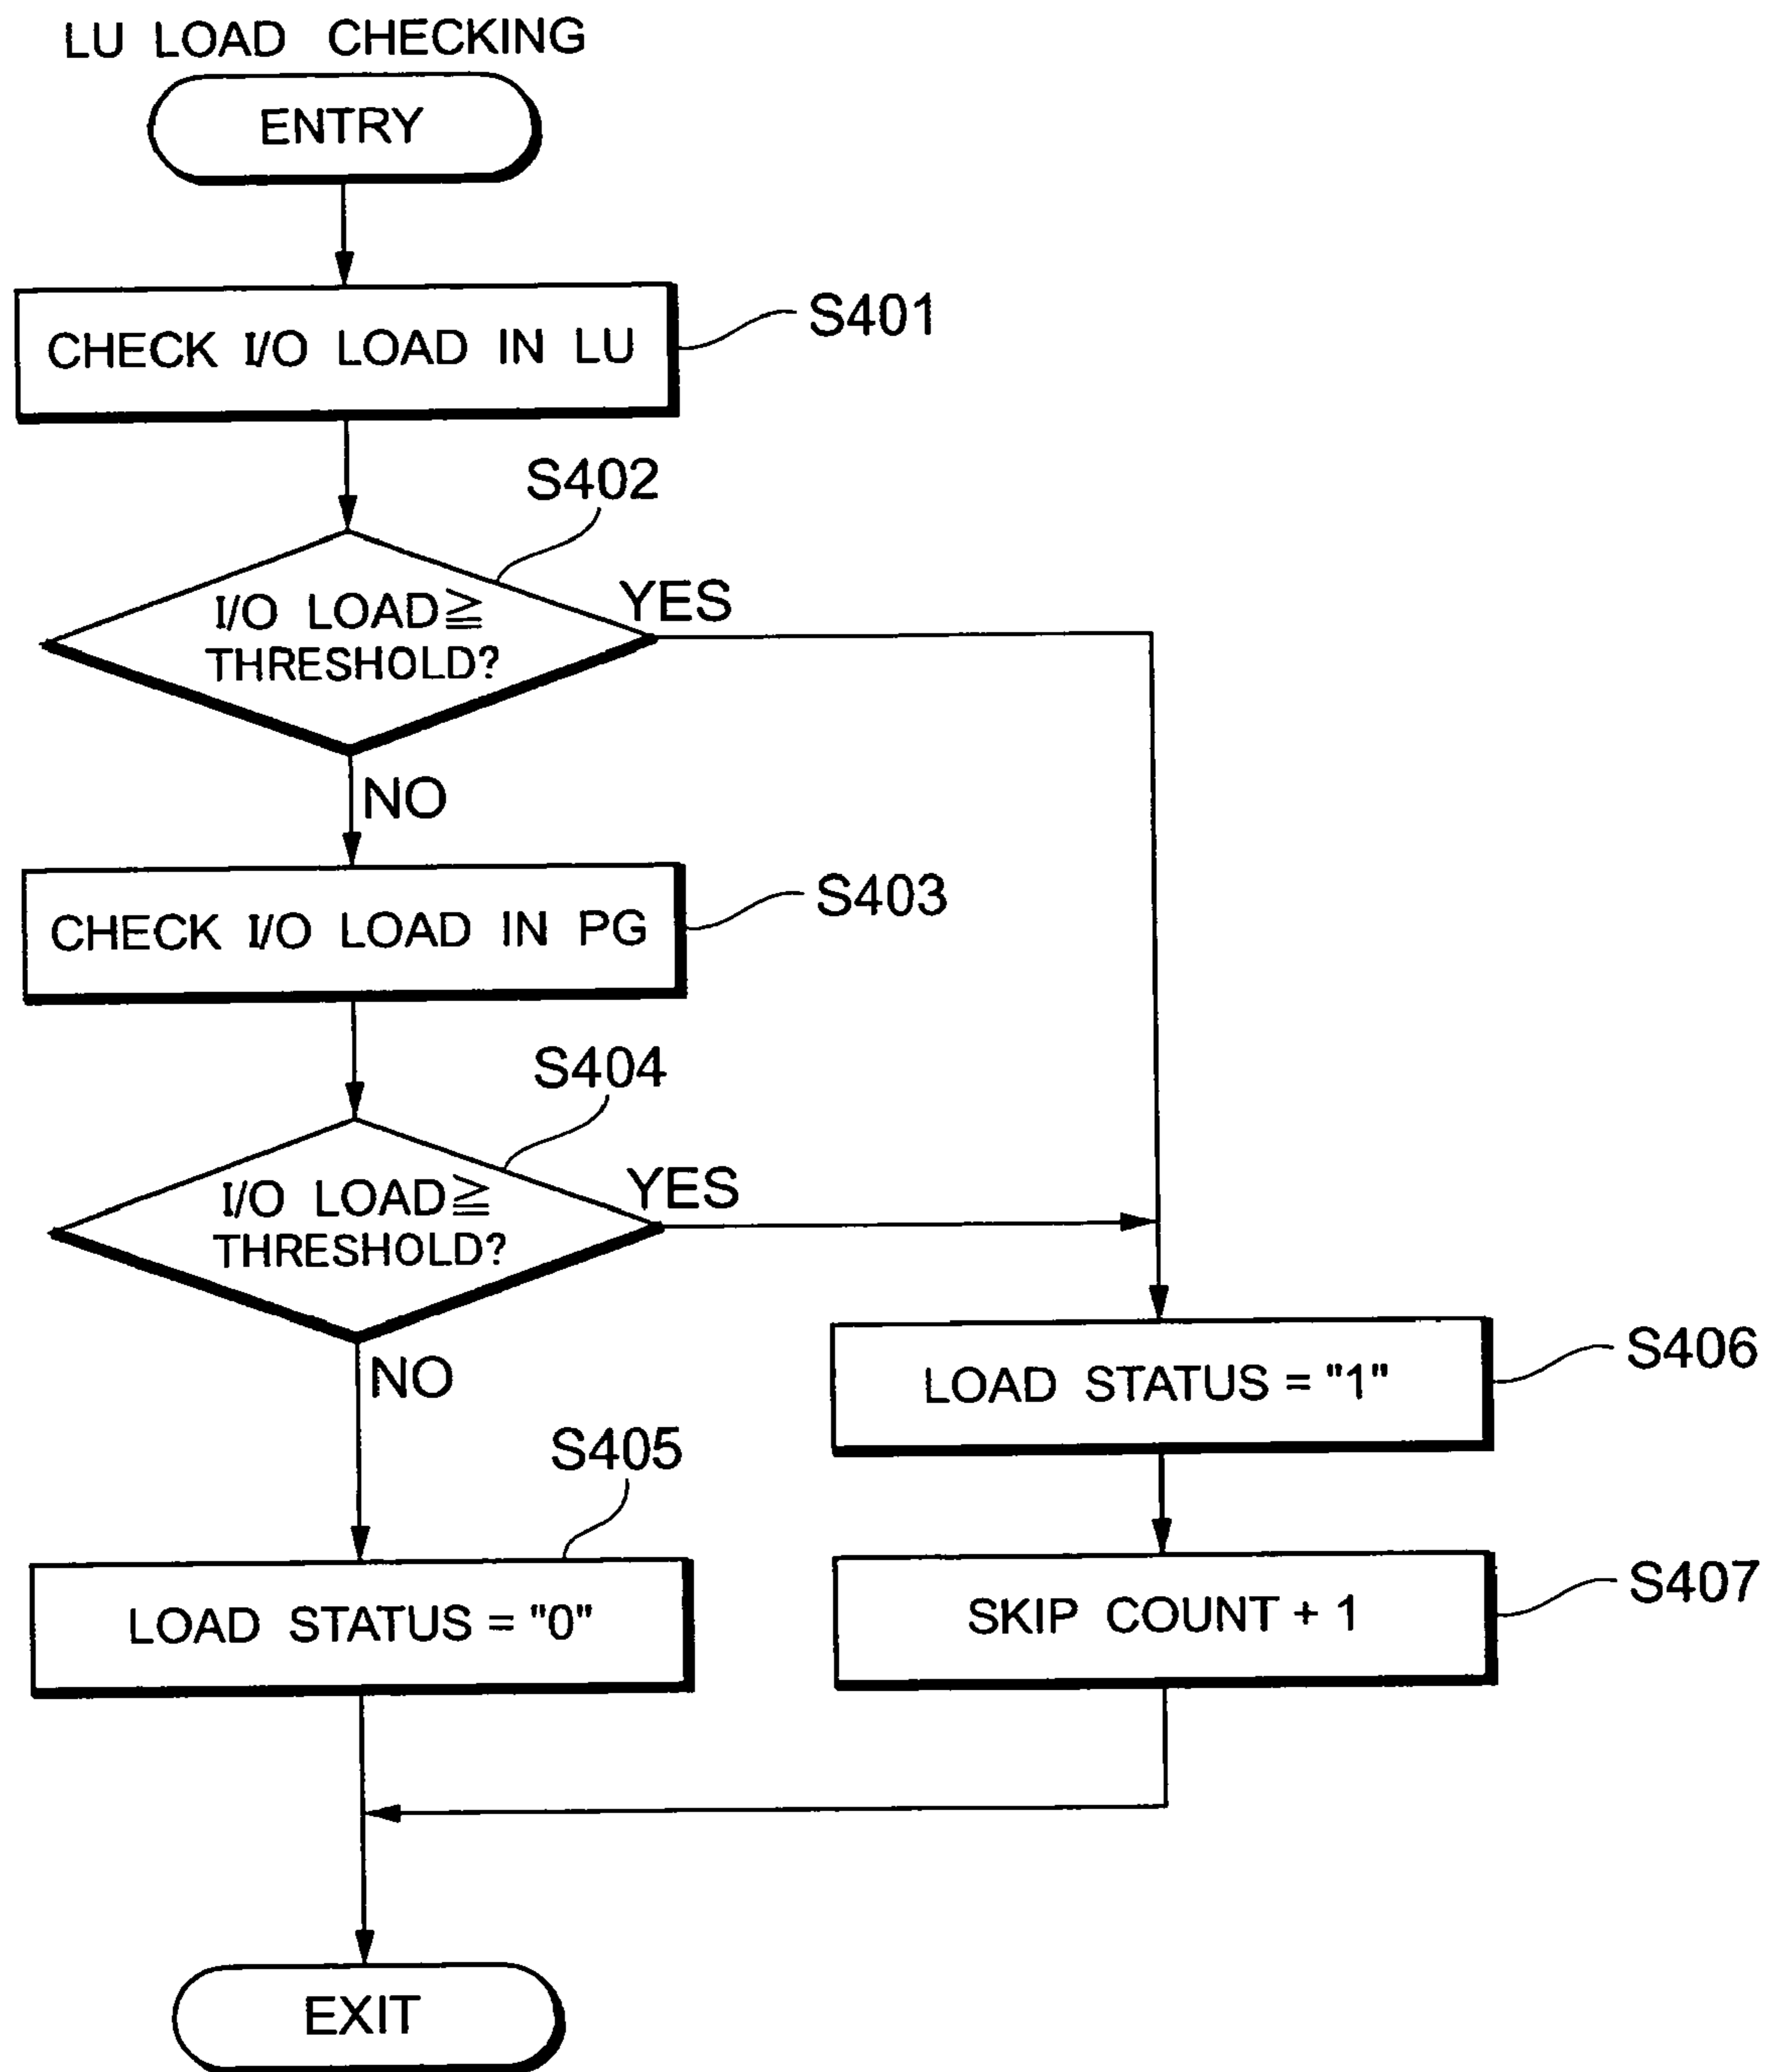 LU LOAD CHECKING
ENTRY
CHECK I/O LOAD IN LU
S401
S402
I/O LOAD≧
THRESHOLD?
YES
NO
CHECK I/O LOAD IN PG
S403
S404
I/O LOAD≧
THRESHOLD?
YES
NO
S405
LOAD STATUS = "0"
LOAD STATUS = "1"
S406
SKIP COUNT + 1
S407
EXIT